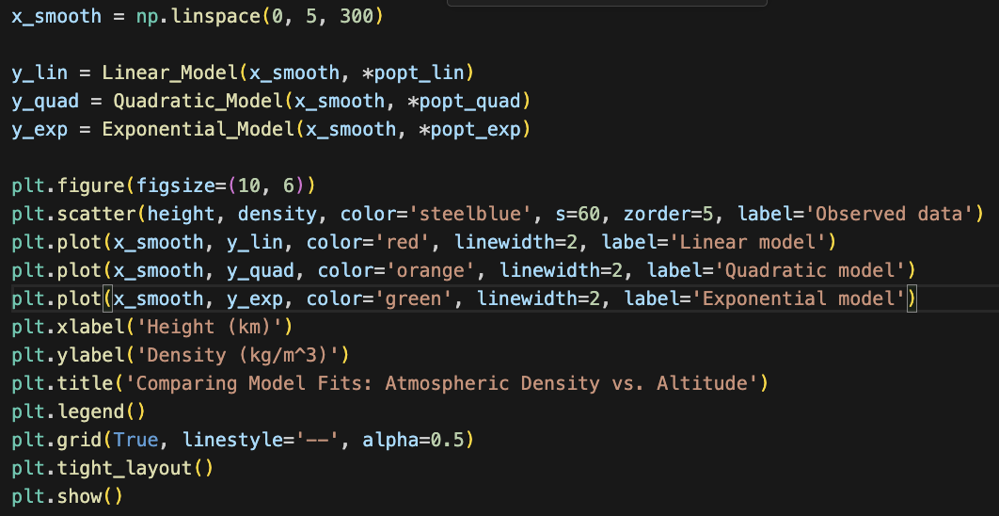 x_smooth = np.linspace(0, 5, 300)
y_lin = Linear_Model(x_smooth, *popt_lin)
y_quad = Quadratic_Model(x_smooth, *popt_quad)
y_exp = Exponential_Model(x_smooth, *popt_exp)
plt.figure(figsize=(10, 6))
plt.scatter(height, density, color='steelblue', s=60, zorder=5, label='Observed data')
plt.plot(x_smooth, y_lin, color='red', linewidth=2, label='Linear model')
plt.plot(x_smooth, y_quad, color='orange', linewidth=2, label='Quadratic model')
plt.plot(x_smooth, y_exp, color='green', linewidth=2, label='Exponential model')
plt.xlabel('Height (km)')
plt.ylabel('Density (kg/m^3)')
plt.title('Comparing Model Fits: Atmospheric Density vs. Altitude')
plt.legend()
plt.grid(True, linestyle='--', alpha=0.5)
plt.tight_layout()
plt.show()